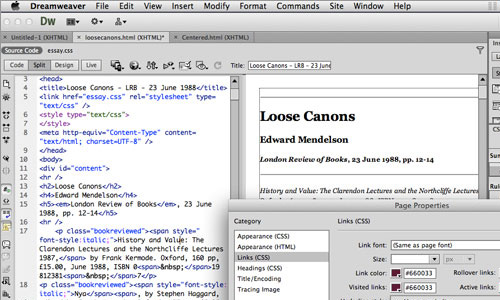 Dreamweaver File Edit View Insert Modify Format Commands Site Window H
Dw
Untitled-1 (XHTML) × loosecanons.html (XHTML)* × Centered.html (XHTML)
Source Code essay.css
Code Split Design Live Title: Loose Canons - LRB - 23 Jun
3 <head>
4 <title>Loose Canons - LRB - 23 June 1988</title>
5 <link href="essay.css" rel="stylesheet" type=
"text/css" />
6 <style type="text/css">
7 </style>
8 <meta http-equiv="Content-Type" content=
"text/html; charset=UTF-8" />
9 </head>
10 <body>
11 <div id="content">
12 <hr />
13 <h2>Loose Canons</h2>
14 <h4>Edward Mendelson</h4>
15 <h5><em>London Review of Books</em>, 23 June
1988, pp. 12-14</h5>
16 <hr />
17 <p class="bookreviewed"><span style="
font-style:italic;">History and Value: The
Clarendon Lectures and the Northcliffe Lectures
1987,</span> by Frank Kermode. Oxford, 160 pp,
£15.00, June 1988, ISBN 0<span>&nbsp;</span>19
812381<span>&nbsp;</span>7</p>
18 <p class="bookreviewed"><span style="font-style:
italic;">Nya</span>, by Stephen Haggard,
Loose Canons
Edward Mendelson
London Review of Books, 23 June 1988, pp. 12-14
History and Value: The Clarendon Lectures and the Northcliffe Lectures
Page Properties
Category Links (CSS)
Appearance (CSS)
Appearance (HTML)
Links (CSS)
Headings (CSS)
Title/Encoding
Tracing Image
Link font: (Same as page font)
Size: px
Link color: #660033 Rollover links:
Visited links: #660033 Active links: